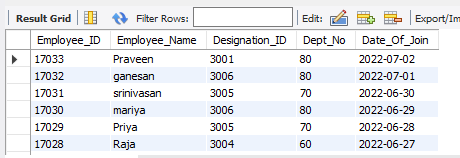 Result Grid Filter Rows: Edit: Export/Im
Employee_ID Employee_Name Designation_ID Dept_No Date_Of_Join
17033 Praveen 3001 80 2022-07-02
17032 ganesan 3006 80 2022-07-01
17031 srinivasan 3005 70 2022-06-30
17030 mariya 3006 80 2022-06-29
17029 Priya 3005 70 2022-06-28
17028 Raja 3004 60 2022-06-27